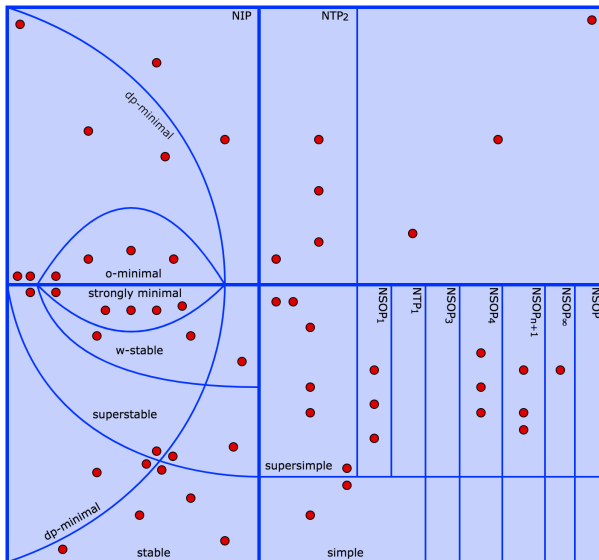 NIP
NTP₂
dp-minimal
o-minimal
strongly minimal
w-stable
superstable
dp-minimal
stable
supersimple
simple
NSOP₁
NTP₁
NSOP₃
NSOP₄
NSOPₙ₊₁
NSOP∞
NSOP